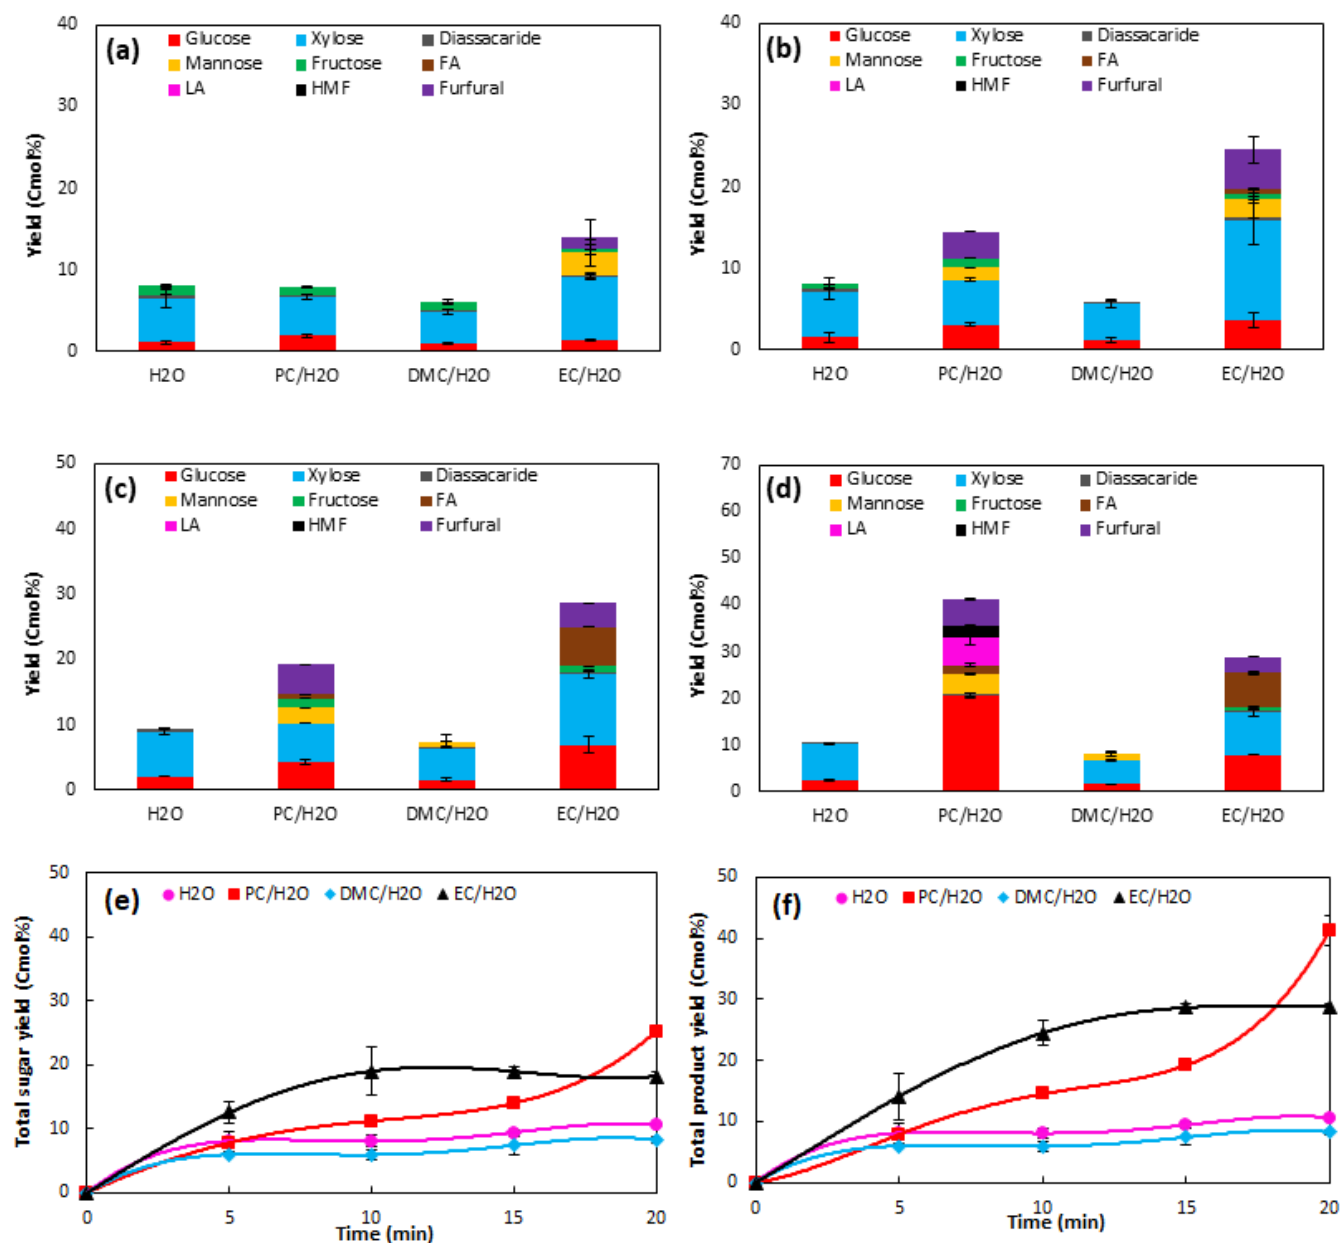 (a)
Glucose Xylose Diassacaride
Mannose Fructose FA
LA HMF Furfural
Yield (Cmol%)
40
30
20
10
0
H2O PC/H2O DMC/H2O EC/H2O
(b)
Glucose Xylose Diassacaride
Mannose Fructose FA
LA HMF Furfural
Yield (Cmol%)
40
30
20
10
0
H2O PC/H2O DMC/H2O EC/H2O
(c)
Glucose Xylose Diassacaride
Mannose Fructose FA
LA HMF Furfural
Yield (Cmol%)
50
40
30
20
10
0
H2O PC/H2O DMC/H2O EC/H2O
(d)
Glucose Xylose Diassacaride
Mannose Fructose FA
LA HMF Furfural
Yield (Cmol%)
70
60
50
40
30
20
10
0
H2O PC/H2O DMC/H2O EC/H2O
(e)
H2O PC/H2O DMC/H2O EC/H2O
Total sugar yield (Cmol%)
50
40
30
20
10
0
0 5 10 15 20
Time (min)
(f)
H2O PC/H2O DMC/H2O EC/H2O
Total product yield (Cmol%)
50
40
30
20
10
0
0 5 10 15 20
Time (min)